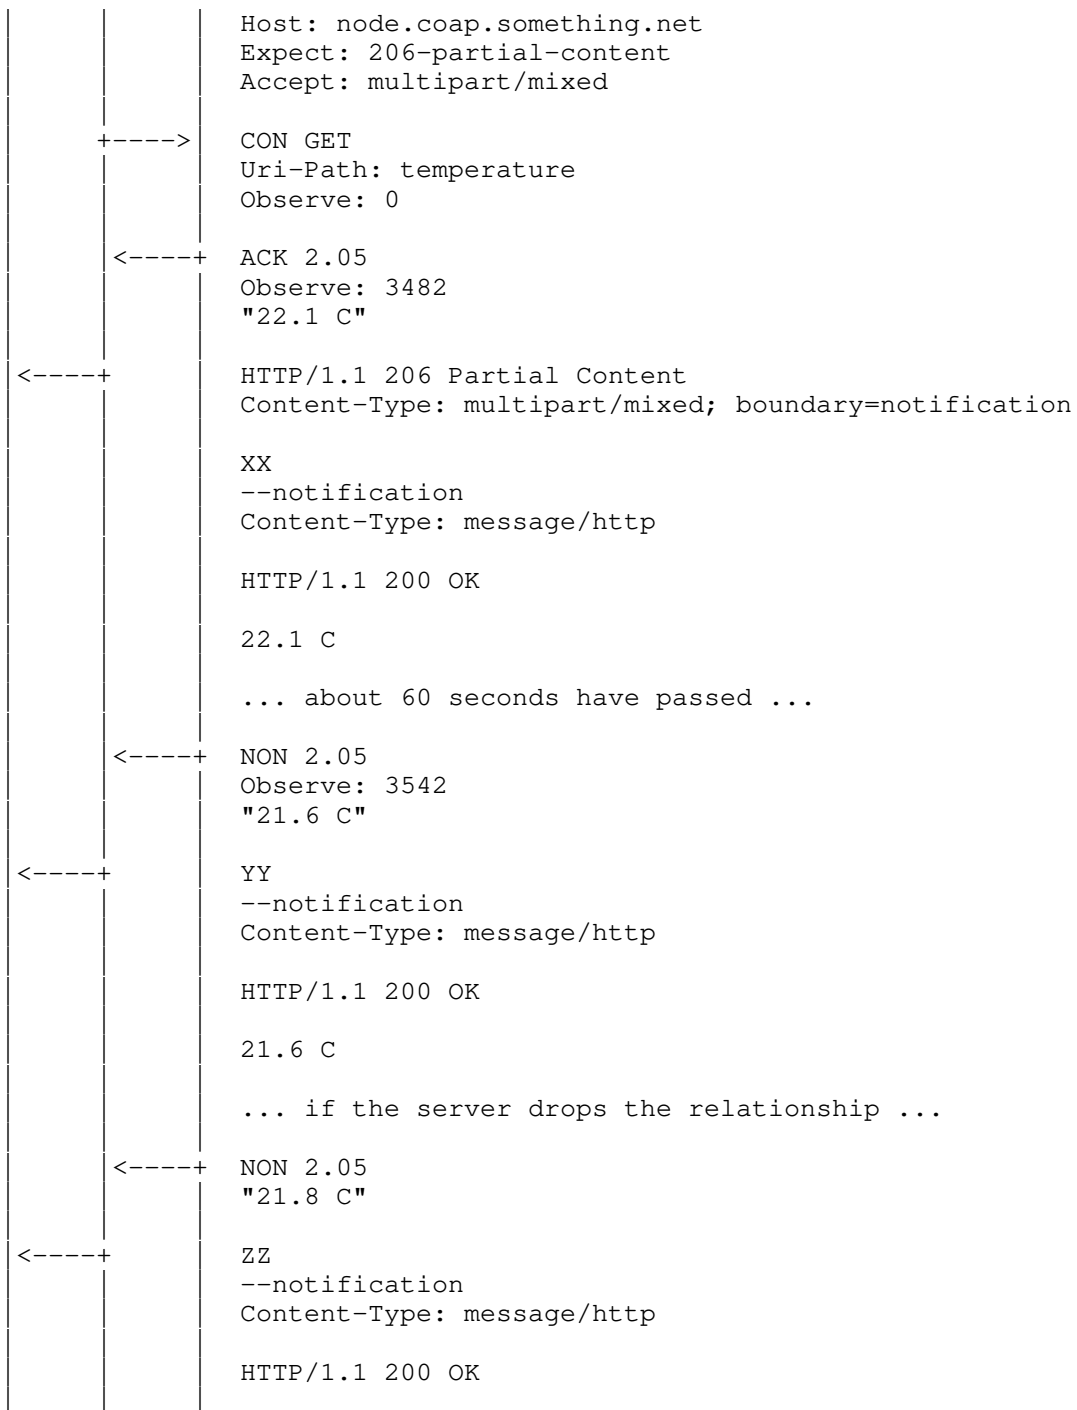 Host: node.coap.something.net
Expect: 206-partial-content
Accept: multipart/mixed
+---->| CON GET
Uri-Path: temperature
Observe: 0
|<----+ ACK 2.05
Observe: 3482
"22.1 C"
|<----+ HTTP/1.1 206 Partial Content
Content-Type: multipart/mixed; boundary=notification
XX
--notification
Content-Type: message/http
HTTP/1.1 200 OK
22.1 C
... about 60 seconds have passed ...
|<----+ NON 2.05
Observe: 3542
"21.6 C"
|<----+ YY
--notification
Content-Type: message/http
HTTP/1.1 200 OK
21.6 C
... if the server drops the relationship ...
|<----+ NON 2.05
"21.8 C"
|<----+ ZZ
--notification
Content-Type: message/http
HTTP/1.1 200 OK